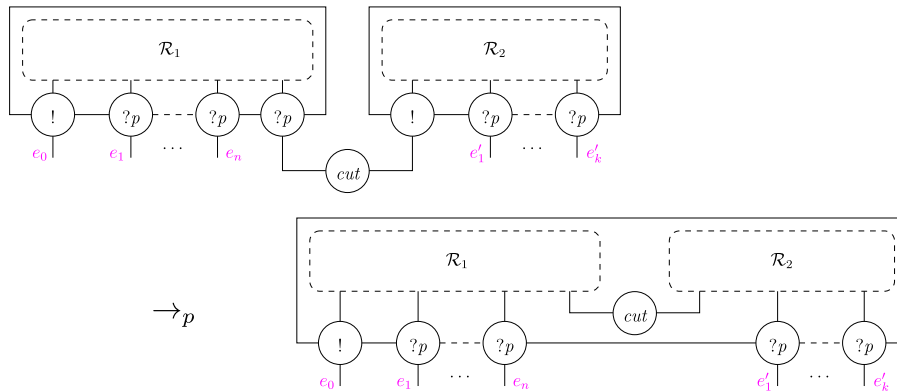 R₁ R₂
! ?p ?p ?p ! ?p ?p
e₀ e₁ ... eₙ cut e′₁ ... e′ₖ
R₁ R₂
→ₚ cut
! ?p ?p ?p ?p
e₀ e₁ ... eₙ e′₁ ... e′ₖ